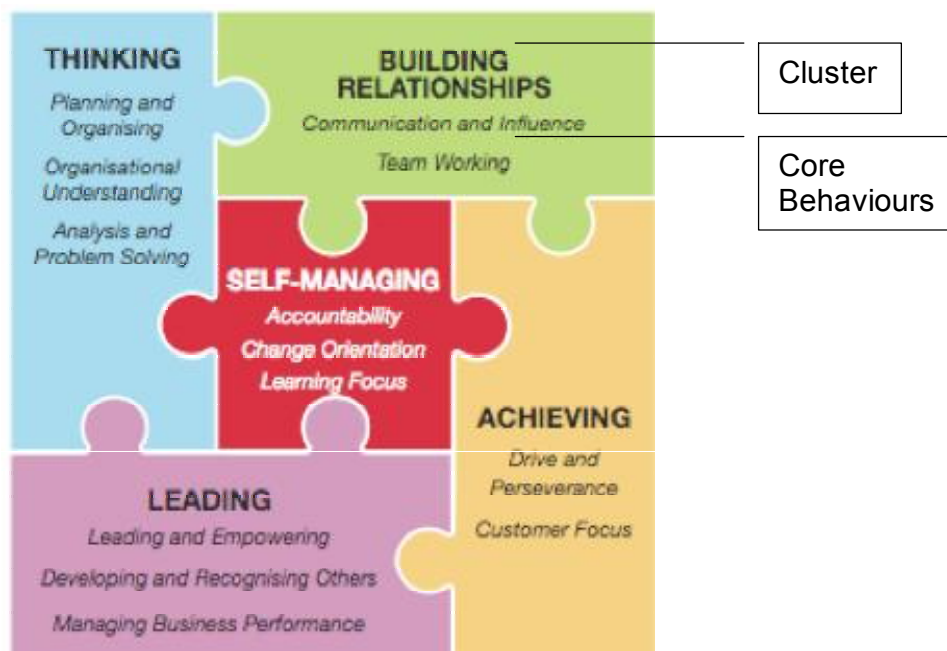 THINKING
Planning and
Organising
Organisational
Understanding
Analysis and
Problem Solving
BUILDING
RELATIONSHIPS
Communication and Influence
Team Working
Cluster
Core
Behaviours
SELF-MANAGING
Accountability
Change Orientation
Learning Focus
ACHIEVING
Drive and
Perseverance
Customer Focus
LEADING
Leading and Empowering
Developing and Recognising Others
Managing Business Performance